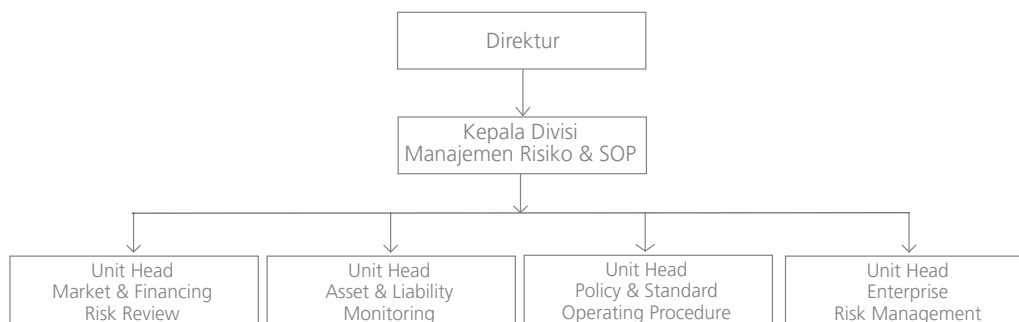 Direktur
Kepala Divisi
Manajemen Risiko & SOP
Unit Head
Market & Financing
Risk Review
Unit Head
Asset & Liability
Monitoring
Unit Head
Policy & Standard
Operating Procedure
Unit Head
Enterprise
Risk Management